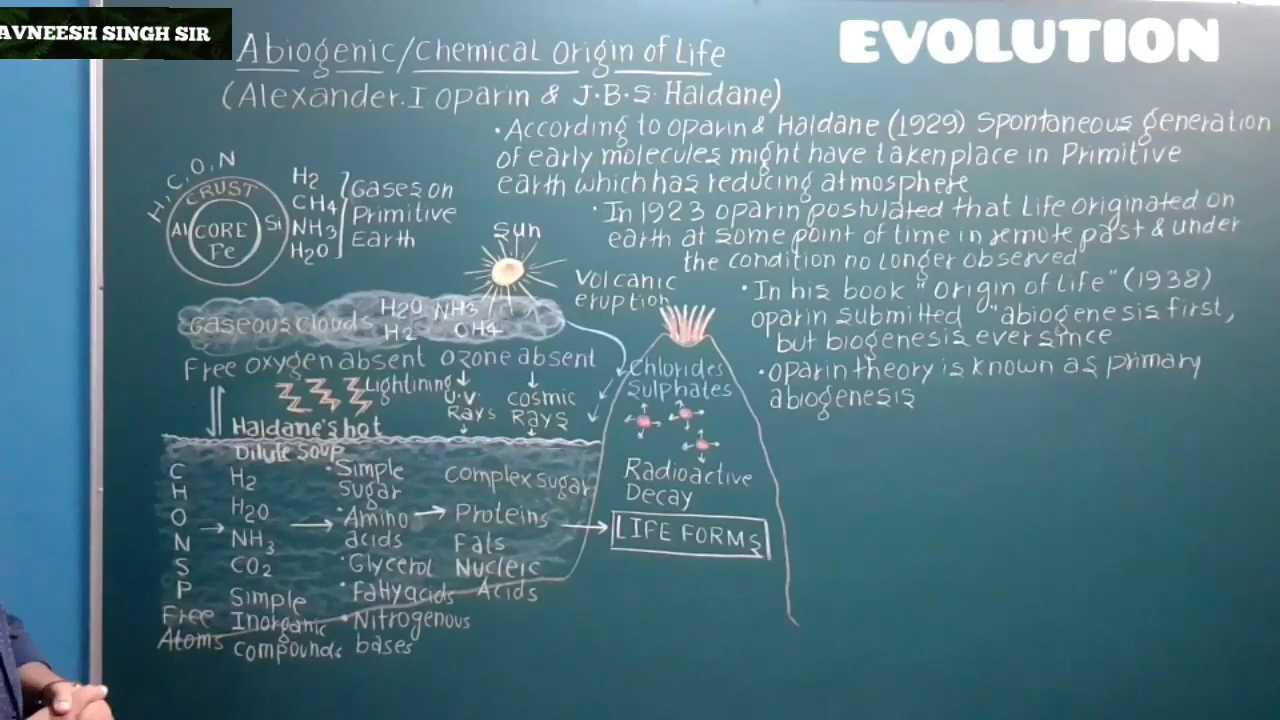 AVNEESH SINGH SIR
EVOLUTION
Abiogenic/Chemical Origin of Life
(Alexander.I oparin & J.B.S. Haldane)
• According to oparin & Haldane (1929) Spontaneous generation
of early molecules might have taken place in Primitive
earth which has reducing atmosphere
• In 1923 oparin postulated that Life originated on
earth at some point of time in remote past & under
the condition no longer observed"
• In his book "origin of life" (1938)
oparin submitted "abiogenesis first,
but biogenesis ever since
• oparin theory is known as primary
abiogenesis
H, C, O, N
CRUST
Al
CORE
Fe
Si
H2
CH4
NH3
H2O
Gases on
Primitive
Earth
Sun
Volcanic
eruption
Gaseous clouds
H2O NH3
H2 CH4
Free oxygen absent ozone absent
Lightining
U.V.
Rays
cosmic
Rays
Haldane's hot
Dilute Soup
Chlorides
Sulphates
Radioactive
Decay
LIFE FORMS
C
H
O
N
S
P
Free
Atoms
H2
H2O
NH3
CO2
Simple
Inorganic
compounds
• Simple
sugar
• Amino
acids
• Glycerol
• Fattyacids
• Nitrogenous
bases
complex sugar
Proteins
Fats
Nucleic
Acids